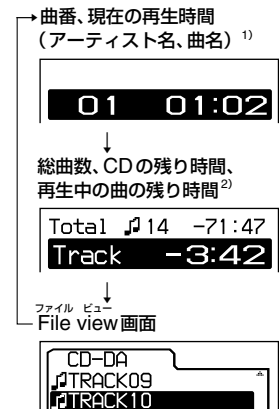 曲番、現在の再生時間
（アーティスト名、曲名）1)
01 01:02
総曲数、CDの残り時間、
再生中の曲の残り時間2)
Total ♫14 -71:47
Track -3:42
ファイル ビュー
File view画面
CD-DA
♫TRACK09
♫TRACK10